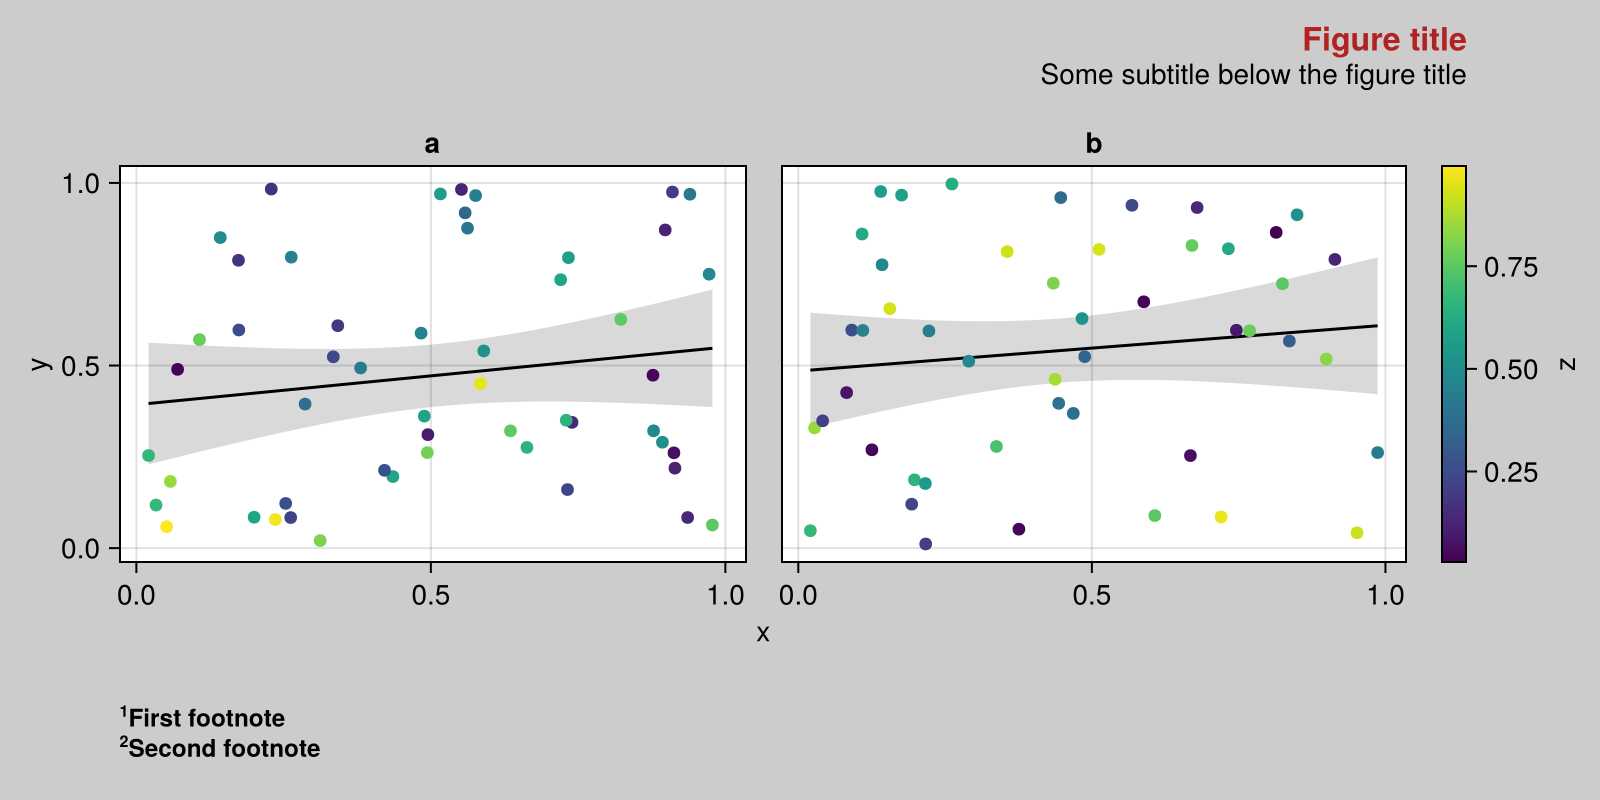 Figure title
Some subtitle below the figure title
a
b
1.0
0.5
0.0
y
0.0 0.5 1.0
0.0 0.5 1.0
x
0.75
0.50
0.25
z
¹First footnote
²Second footnote